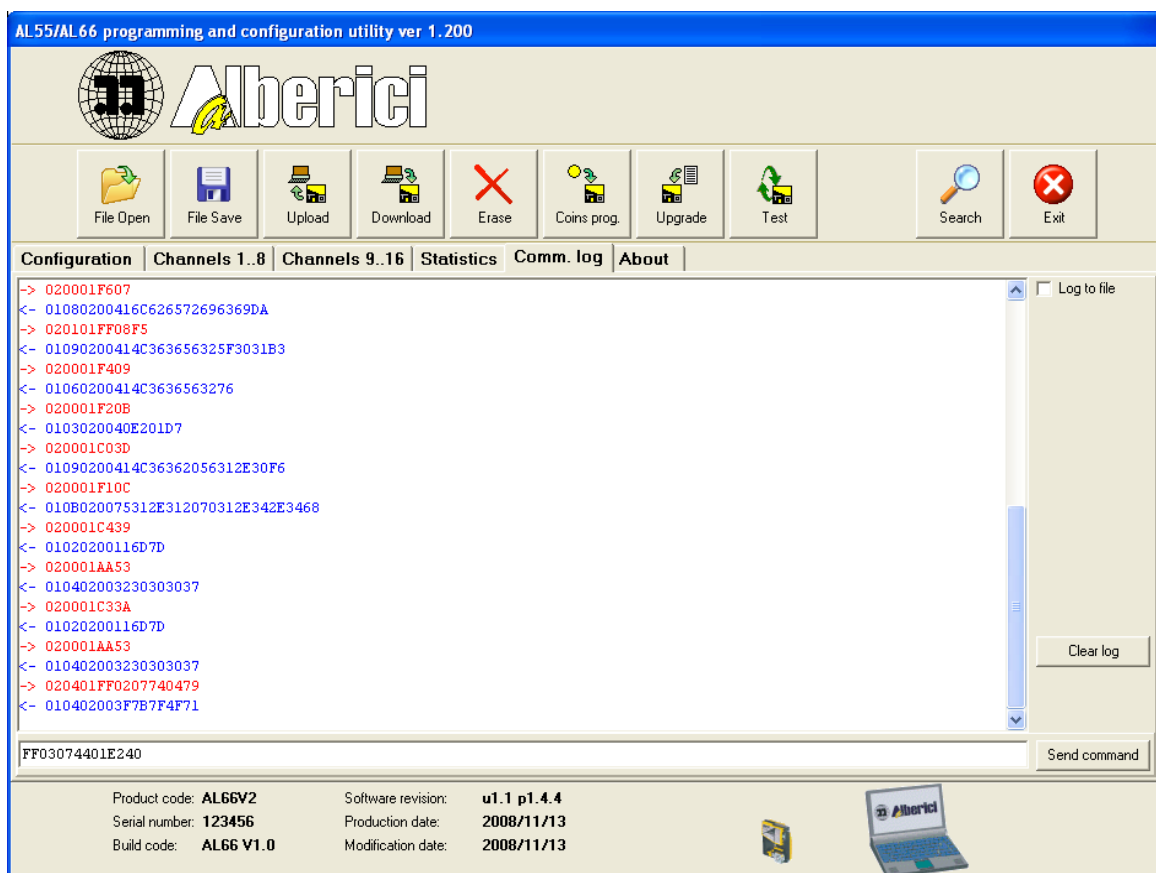 AL55/AL66 programming and configuration utility ver 1.200
Alberici
File Open File Save Upload Download Erase Coins prog. Upgrade Test Search Exit
Configuration Channels 1..8 Channels 9..16 Statistics Comm. log About
-> 020001F607
<- 01080200416C626572696369DA
-> 020101FF08F5
<- 01090200414C363656325F3031B3
-> 020001F409
<- 01060200414C3636563276
-> 020001F20B
<- 0103020040E201D7
-> 020001C03D
<- 01090200414C36362056312E30F6
-> 020001F10C
<- 010B020075312E312070312E342E3468
-> 020001C439
<- 01020200116D7D
-> 020001AA53
<- 010402003230303037
-> 020001C33A
<- 01020200116D7D
-> 020001AA53
<- 010402003230303037
-> 020401FF0207740479
<- 010402003F7B7F4F71
Log to file
Clear log
FF03074401E240
Send command
Product code: AL66V2 Software revision: u1.1 p1.4.4
Serial number: 123456 Production date: 2008/11/13
Build code: AL66 V1.0 Modification date: 2008/11/13
Alberici